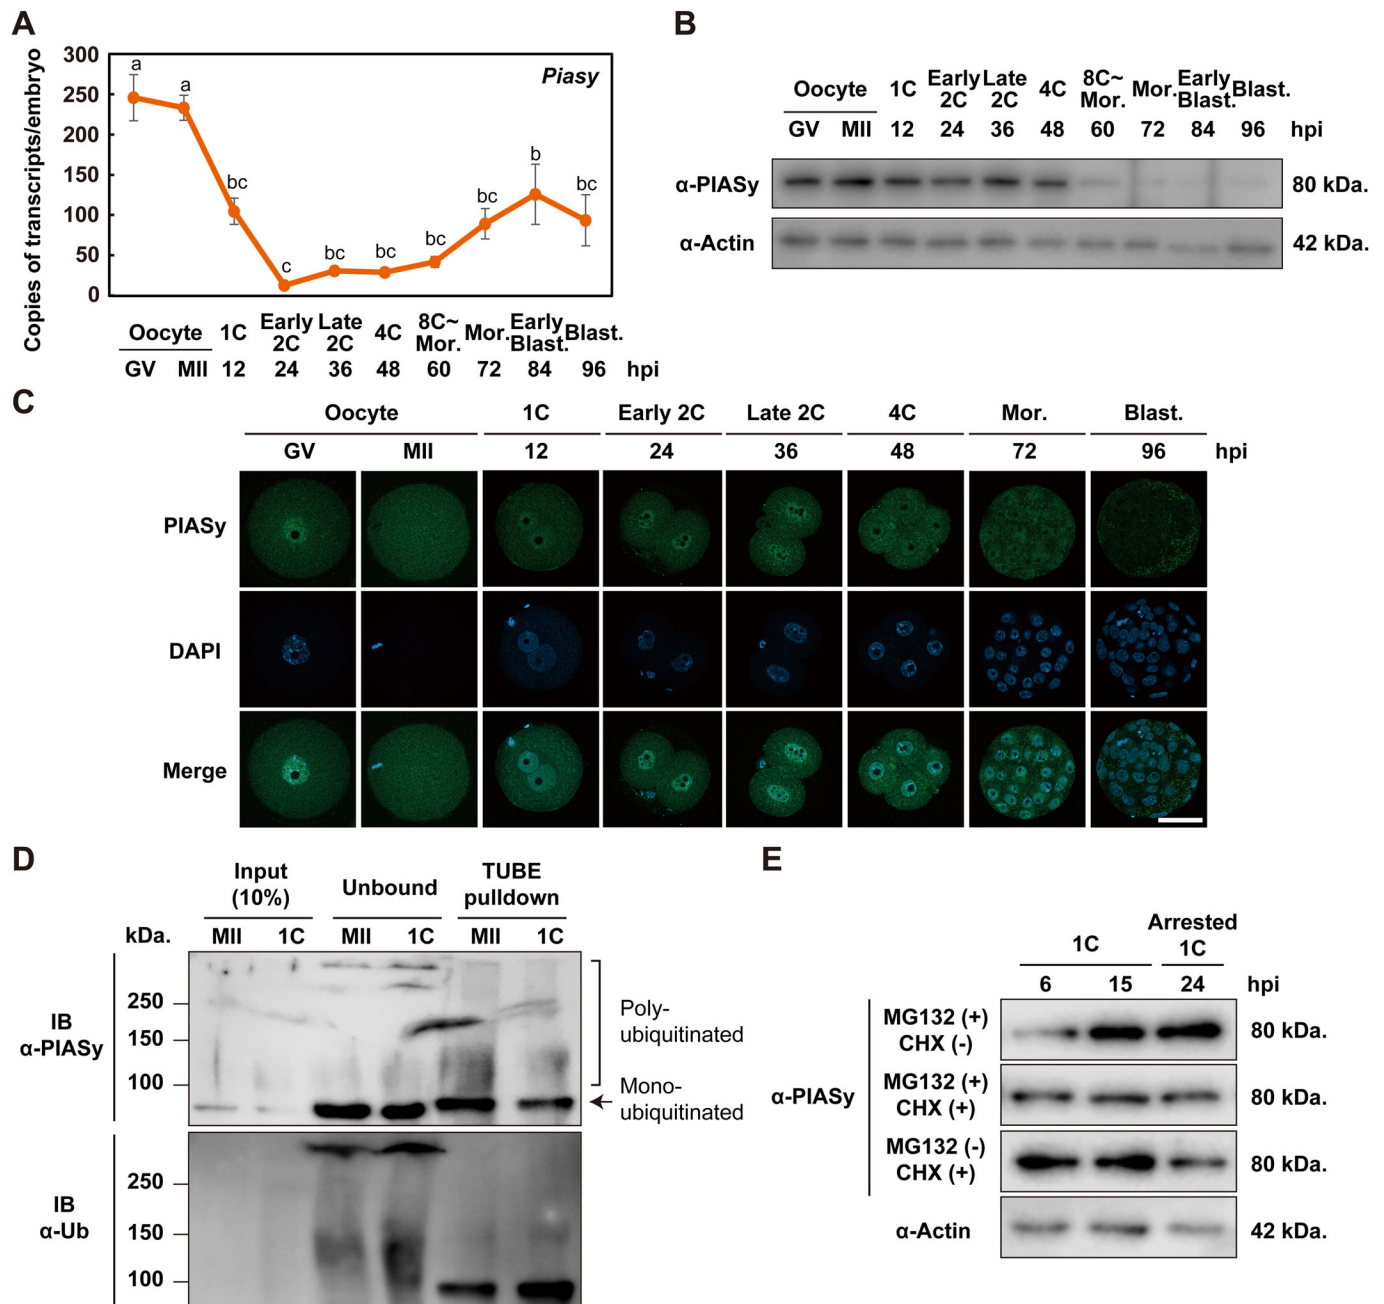 A
Copies of transcripts/embryo
300
250
200
150
100
50
0
Piasy
a
a
bc
c
bc
bc
bc
bc
b
bc
Oocyte 1C Early 2C Late 2C 4C 8C~ Mor. Mor. Early Blast. Blast.
GV MII 12 24 36 48 60 72 84 96 hpi
B
Oocyte 1C Early 2C Late 2C 4C 8C~ Mor. Mor. Early Blast. Blast.
GV MII 12 24 36 48 60 72 84 96 hpi
α-PIASy 80 kDa.
α-Actin 42 kDa.
C
Oocyte 1C Early 2C Late 2C 4C Mor. Blast.
GV MII 12 24 36 48 72 96 hpi
PIASy
DAPI
Merge
D
Input (10%) Unbound TUBE pulldown
kDa. MII 1C MII 1C MII 1C
IB α-PIASy
250
150
100
Poly-
ubiquitinated
Mono-
ubiquitinated
IB α-Ub
250
150
100
E
1C Arrested 1C
6 15 24 hpi
α-PIASy
MG132 (+)
CHX (-)
80 kDa.
MG132 (+)
CHX (+)
80 kDa.
MG132 (-)
CHX (+)
80 kDa.
α-Actin 42 kDa.